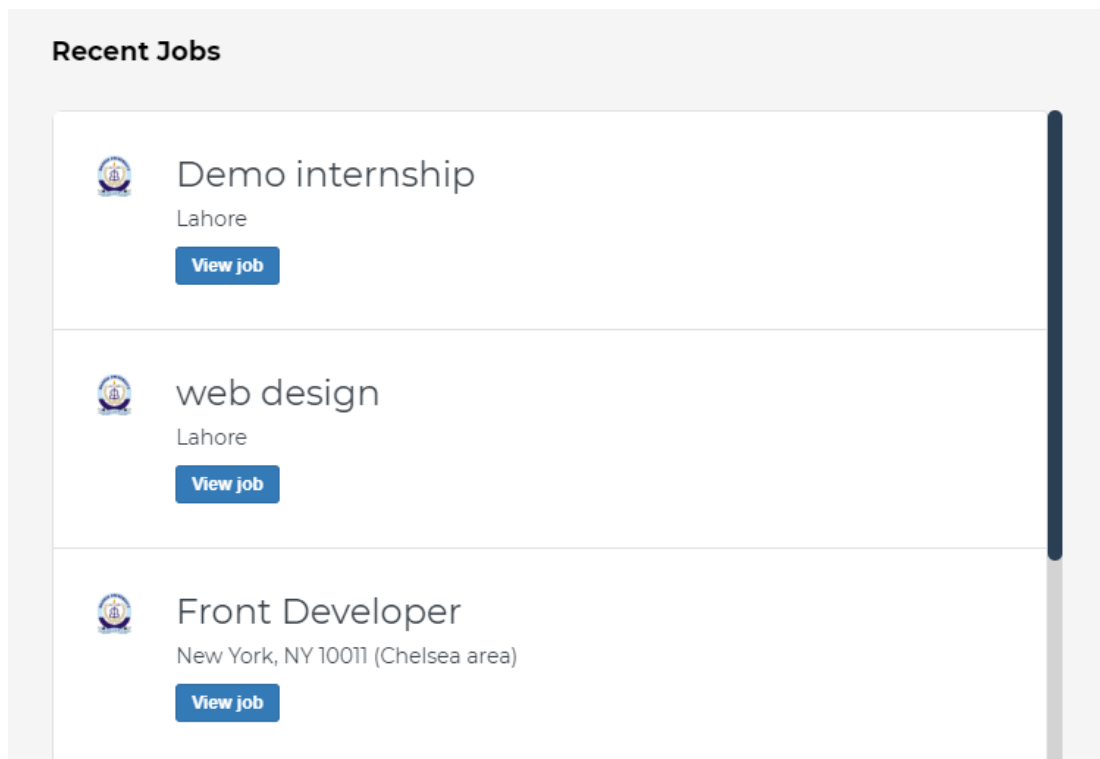 Recent Jobs
Demo internship
Lahore
View job
web design
Lahore
View job
Front Developer
New York, NY 10011 (Chelsea area)
View job